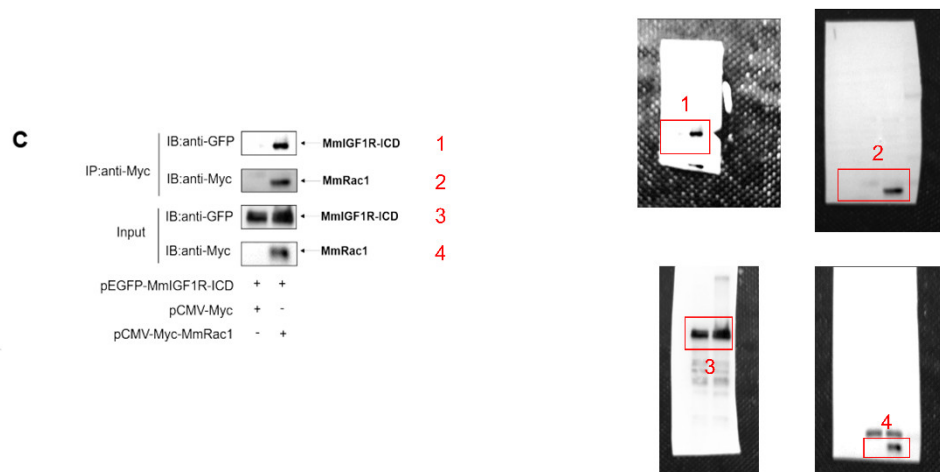 c
IB:anti-GFP MmIGF1R-ICD 1
IP:anti-Myc
IB:anti-Myc MmRac1 2
IB:anti-GFP MmIGF1R-ICD 3
Input
IB:anti-Myc MmRac1 4
pEGFP-MmIGF1R-ICD + +
pCMV-Myc + -
pCMV-Myc-MmRac1 - +
1
2
3
4